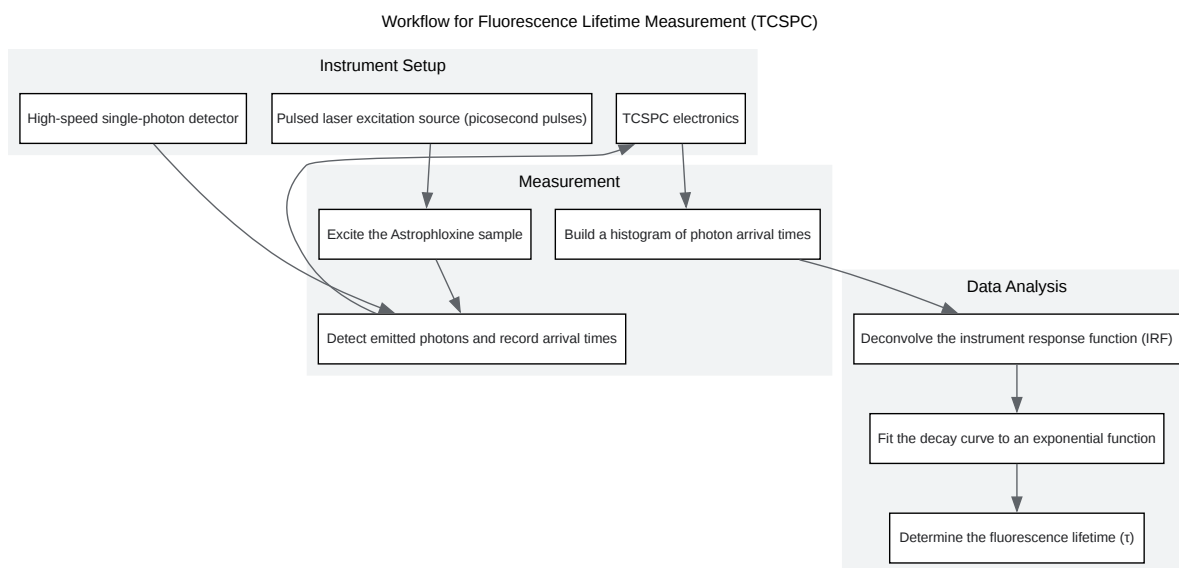 Workflow for Fluorescence Lifetime Measurement (TCSPC)
Instrument Setup
High-speed single-photon detector
Pulsed laser excitation source (picosecond pulses)
TCSPC electronics
Measurement
Excite the Astrophloxine sample
Build a histogram of photon arrival times
Detect emitted photons and record arrival times
Data Analysis
Deconvolve the instrument response function (IRF)
Fit the decay curve to an exponential function
Determine the fluorescence lifetime (τ)